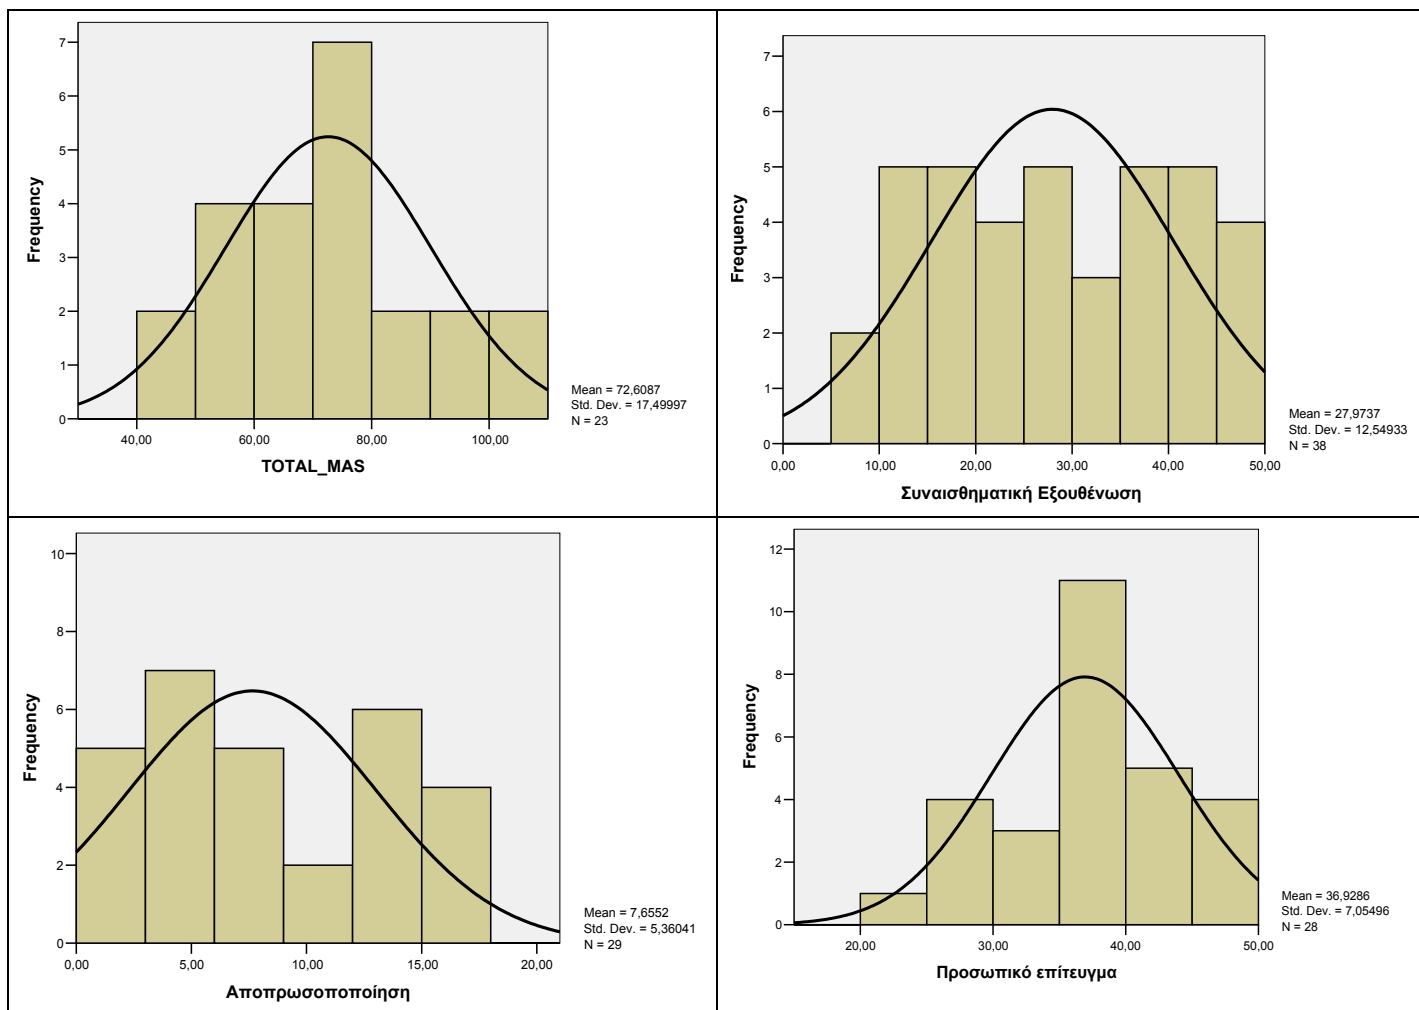 7
6
5
4
3
2
1
0
Frequency
40,00 60,00 80,00 100,00
TOTAL_MAS
Mean = 72,6087
Std. Dev. = 17,49997
N = 23
7
6
5
4
3
2
1
0
Frequency
0,00 10,00 20,00 30,00 40,00 50,00
Συναισθηματική Εξουθένωση
Mean = 27,9737
Std. Dev. = 12,54933
N = 38
10
8
6
4
2
0
Frequency
0,00 5,00 10,00 15,00 20,00
Αποπρωσοποποίηση
Mean = 7,6552
Std. Dev. = 5,36041
N = 29
12
10
8
6
4
2
0
Frequency
20,00 30,00 40,00 50,00
Προσωπικό επίτευγμα
Mean = 36,9286
Std. Dev. = 7,05496
N = 28